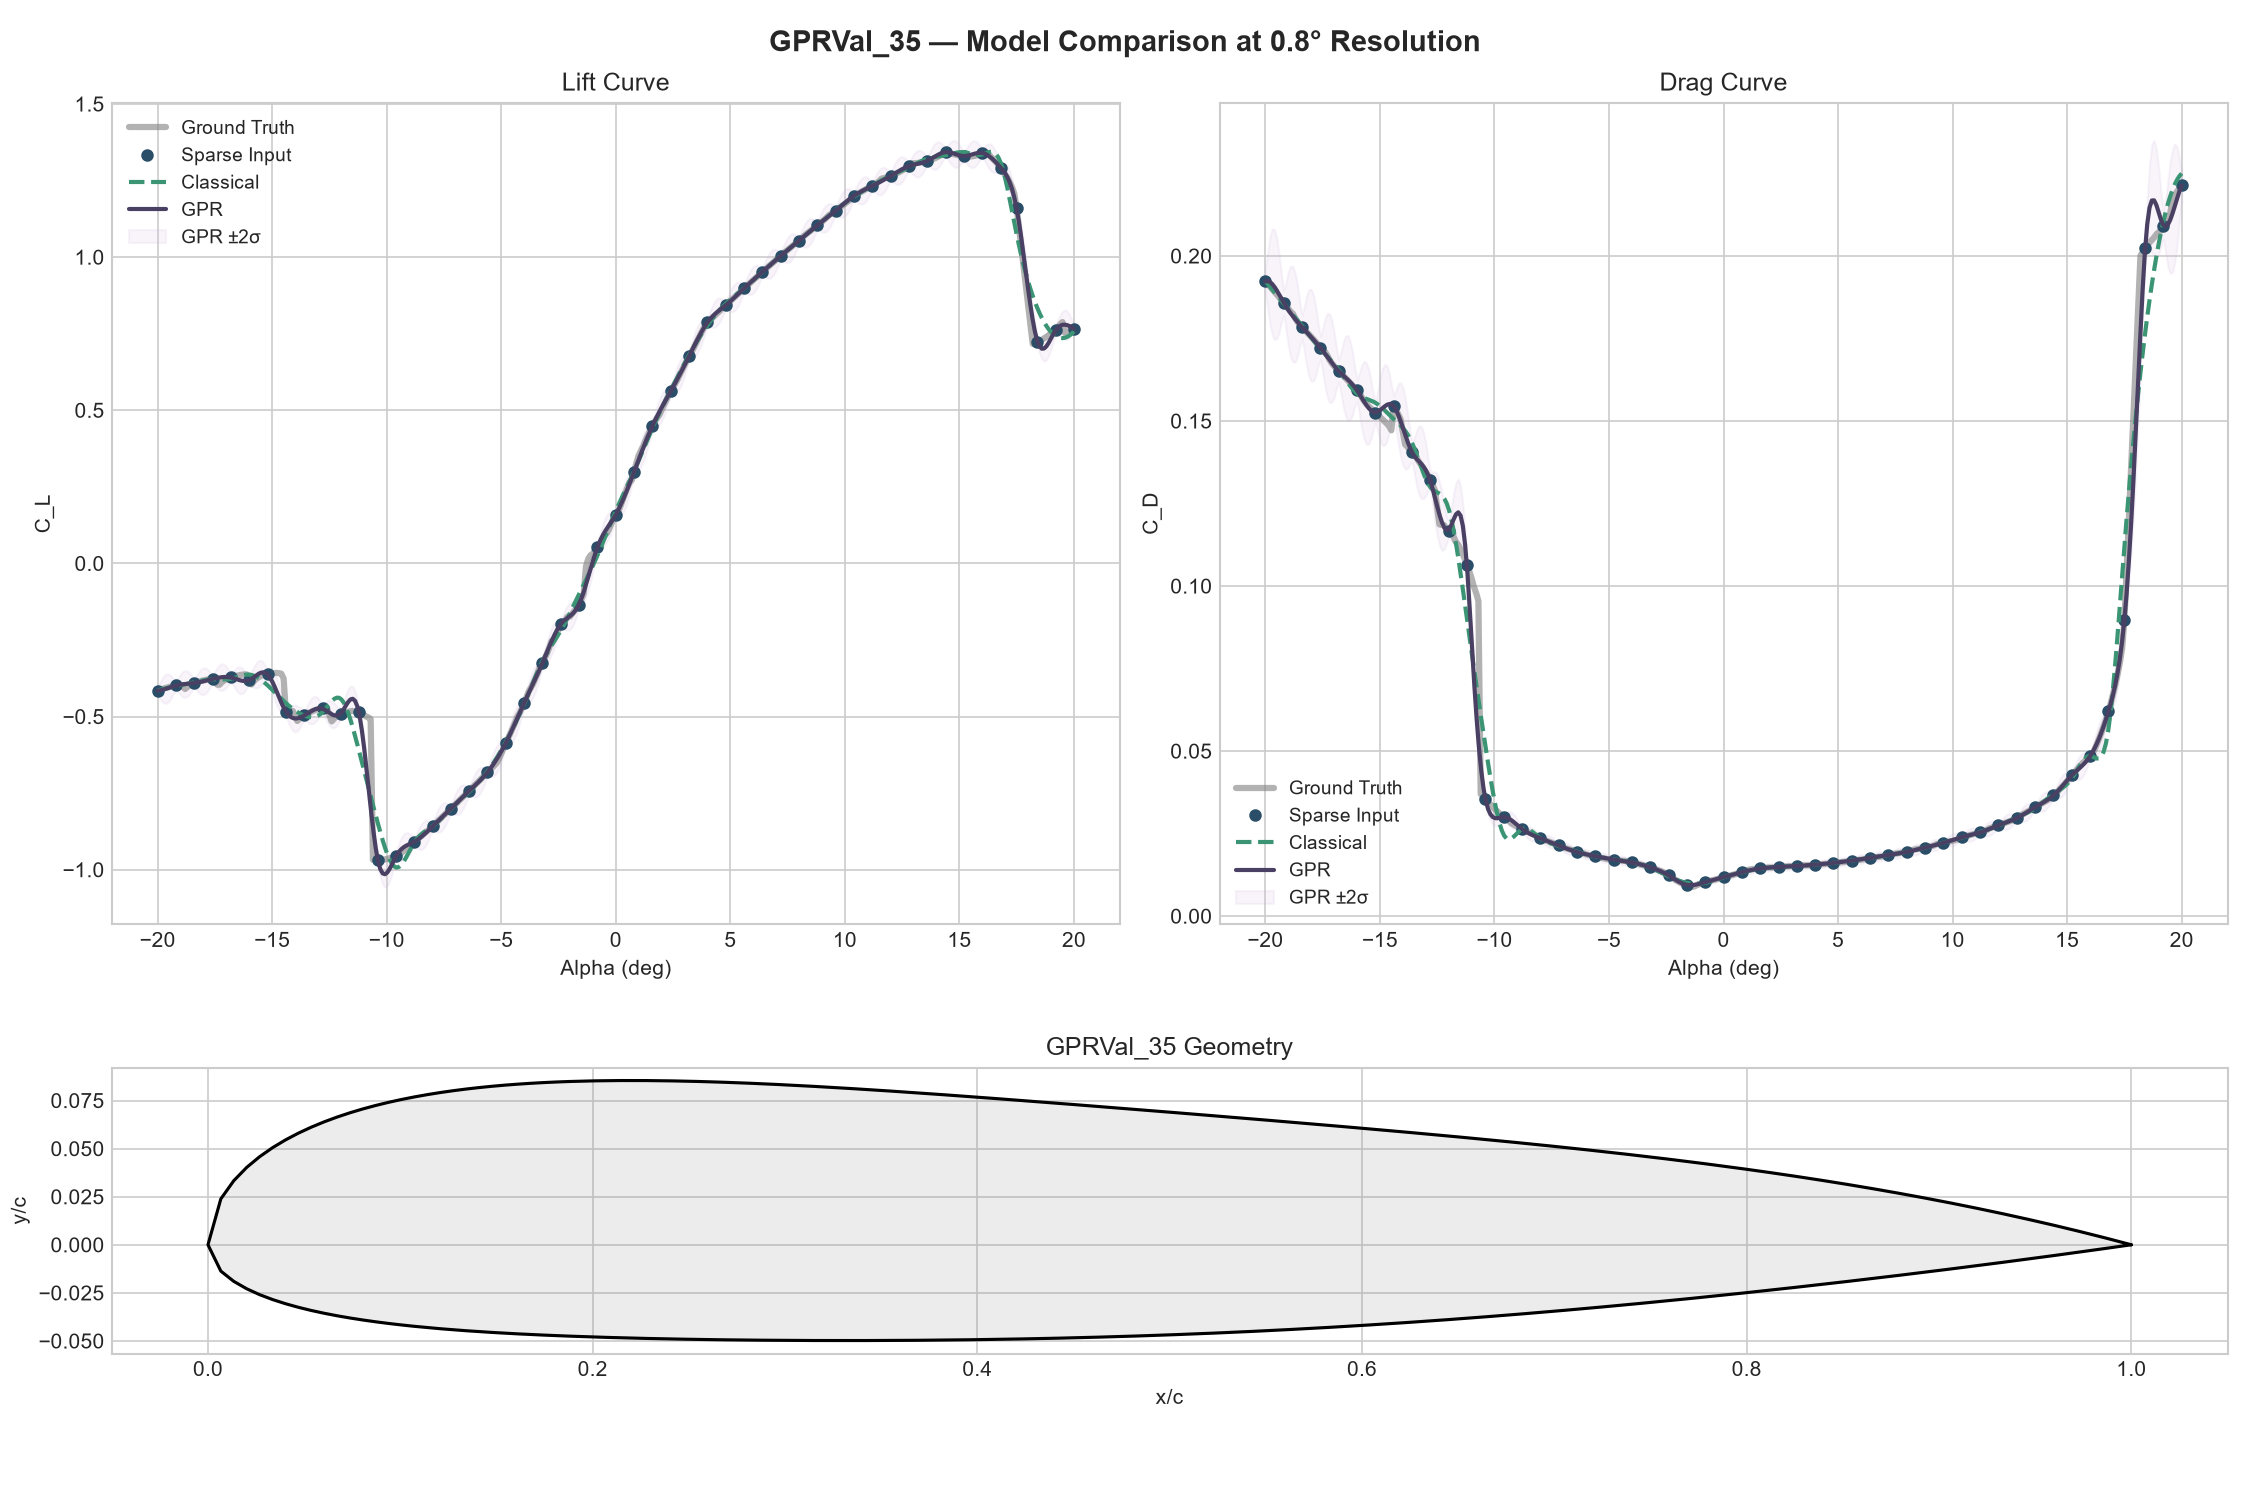 GPRVal_35 — Model Comparison at 0.8° Resolution
Lift Curve
1.5
1.0
0.5
0.0
−0.5
−1.0
C_L
Ground Truth
Sparse Input
Classical
GPR
GPR ±2σ
−20 −15 −10 −5 0 5 10 15 20
Alpha (deg)
Drag Curve
0.20
0.15
0.10
0.05
0.00
C_D
Ground Truth
Sparse Input
Classical
GPR
GPR ±2σ
−20 −15 −10 −5 0 5 10 15 20
Alpha (deg)
GPRVal_35 Geometry
0.075
0.050
0.025
0.000
−0.025
−0.050
y/c
0.0 0.2 0.4 0.6 0.8 1.0
x/c